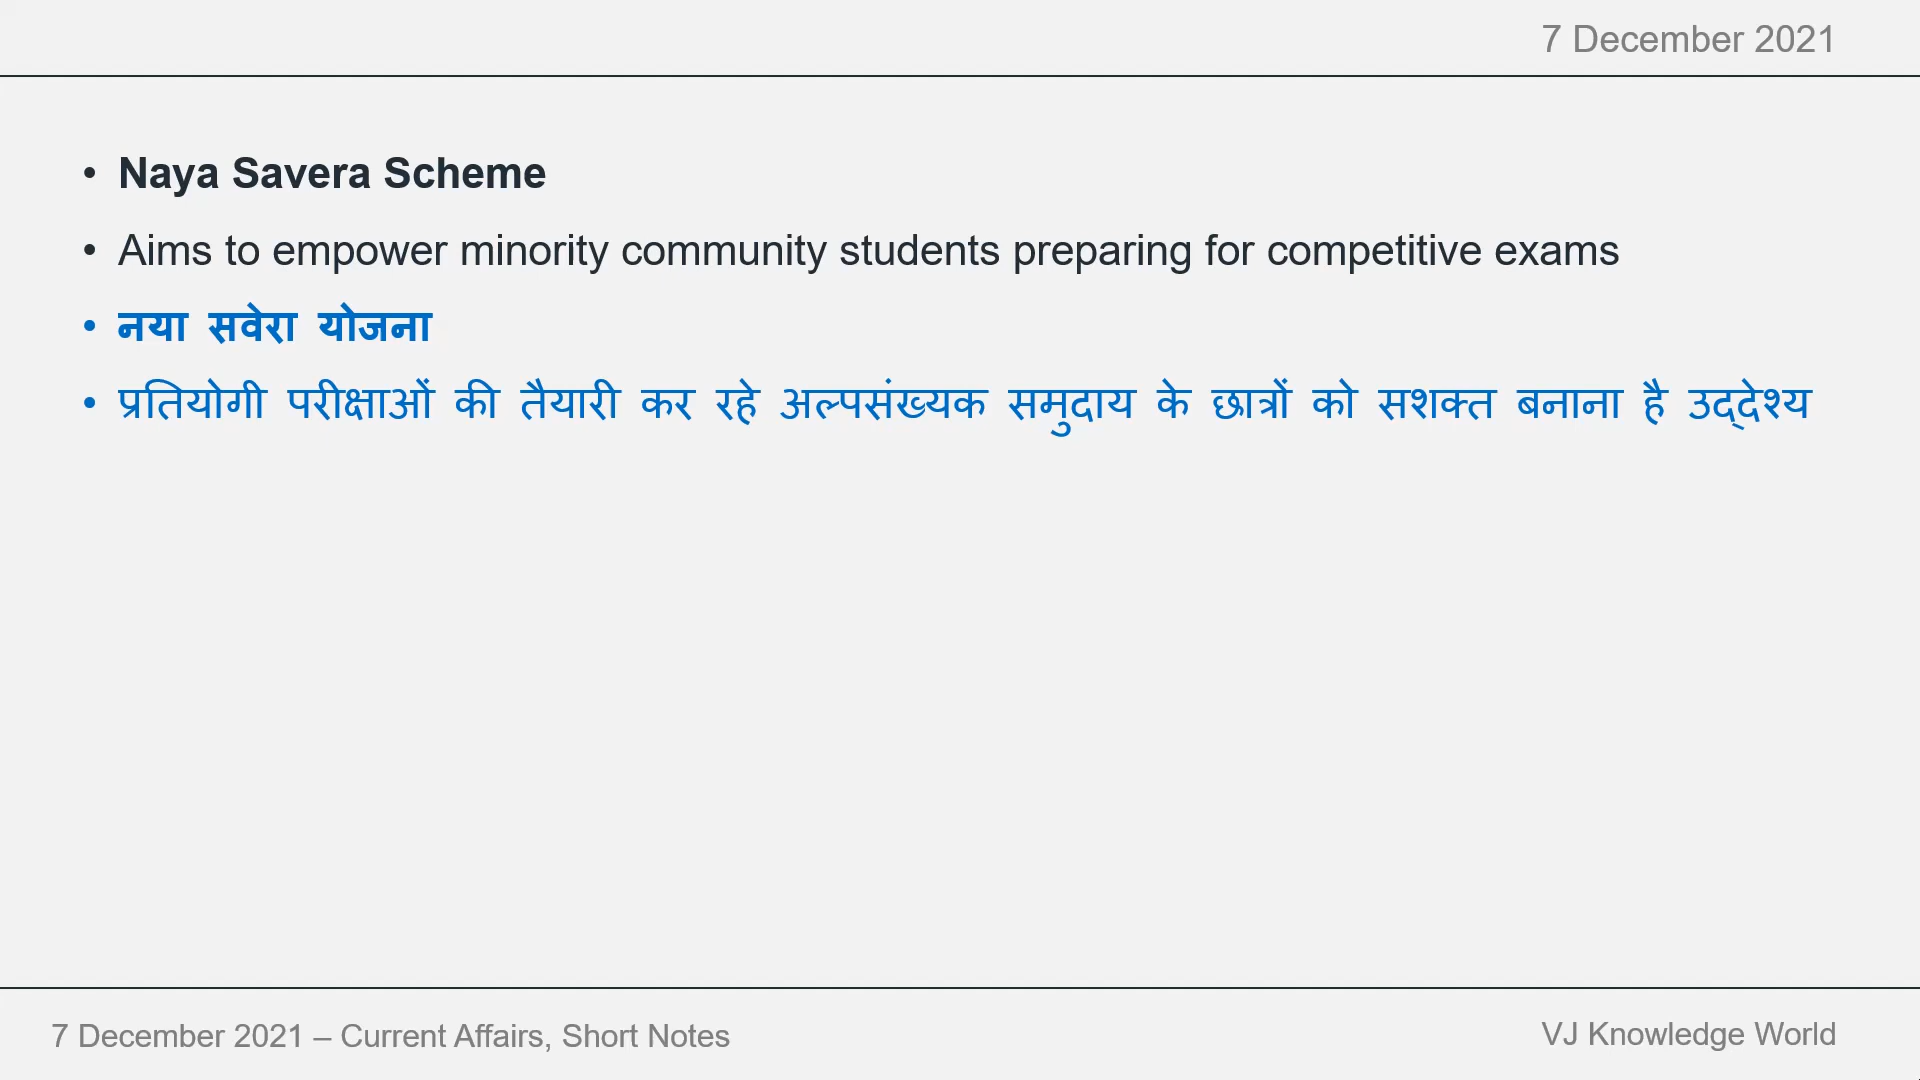 7 December 2021
• Naya Savera Scheme
• Aims to empower minority community students preparing for competitive exams
• नया सवेरा योजना
• प्रतियोगी परीक्षाओं की तैयारी कर रहे अल्पसंख्यक समुदाय के छात्रों को सशक्त बनाना है उद्देश्य
7 December 2021 – Current Affairs, Short Notes
VJ Knowledge World